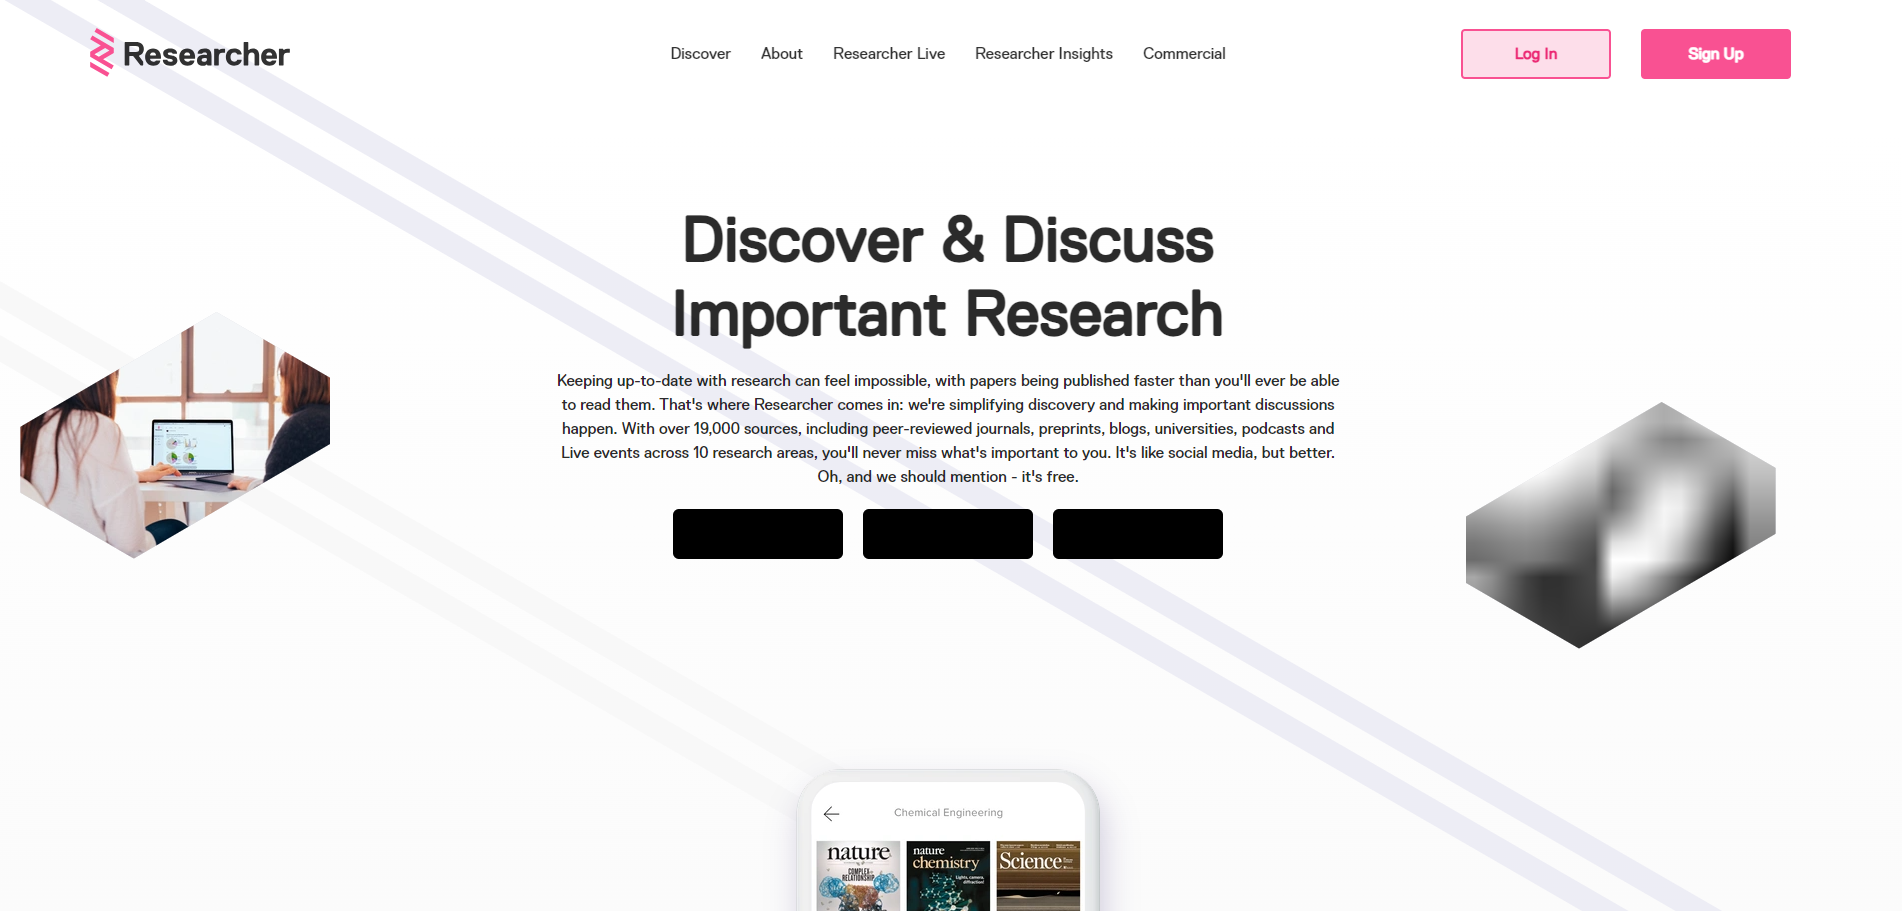 Researcher
Discover
About
Researcher Live
Researcher Insights
Commercial
Log In
Sign Up
Discover & Discuss
Important Research
Keeping up-to-date with research can feel impossible, with papers being published faster than you'll ever be able
to read them. That's where Researcher comes in: we're simplifying discovery and making important discussions
happen. With over 19,000 sources, including peer-reviewed journals, preprints, blogs, universities, podcasts and
Live events across 10 research areas, you'll never miss what's important to you. It's like social media, but better.
Oh, and we should mention - it's free.
Chemical Engineering
nature
COMPLEX
RELATIONSHIP
nature
chemistry
Lights, camera,
diffraction!
Science